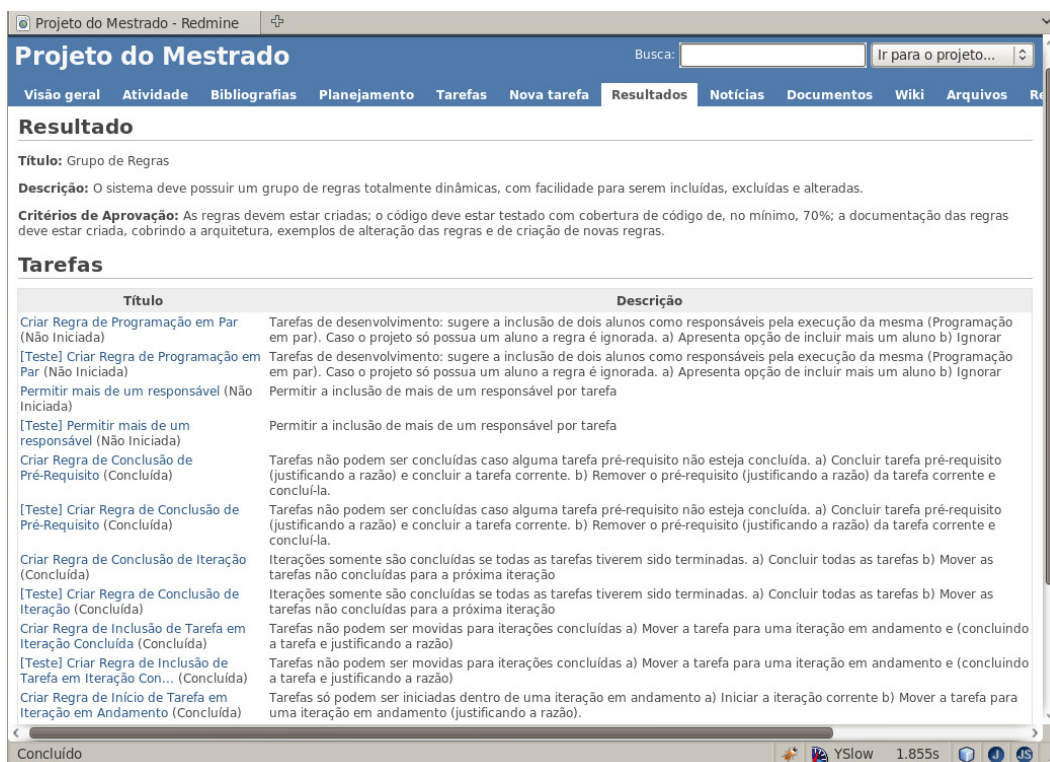 Projeto do Mestrado - Redmine
Projeto do Mestrado
Busca:
Ir para o projeto...
Visão geral Atividade Bibliografias Planejamento Tarefas Nova tarefa Resultados Notícias Documentos Wiki Arquivos
Resultado
Título: Grupo de Regras
Descrição: O sistema deve possuir um grupo de regras totalmente dinâmicas, com facilidade para serem incluídas, excluídas e alteradas.
Critérios de Aprovação: As regras devem estar criadas; o código deve estar testado com cobertura de código de, no mínimo, 70%; a documentação das regras
deve estar criada, cobrindo a arquitetura, exemplos de alteração das regras e de criação de novas regras.
Tarefas
Título Descrição
Criar Regra de Programação em Par
(Não Iniciada)
Tarefas de desenvolvimento: sugere a inclusão de dois alunos como responsáveis pela execução da mesma (Programação
em par). Caso o projeto só possua um aluno a regra é ignorada. a) Apresenta opção de incluir mais um aluno b) Ignorar
[Teste] Criar Regra de Programação em
Par (Não Iniciada)
Tarefas de desenvolvimento: sugere a inclusão de dois alunos como responsáveis pela execução da mesma (Programação
em par). Caso o projeto só possua um aluno a regra é ignorada. a) Apresenta opção de incluir mais um aluno b) Ignorar
Permitir mais de um responsável (Não
Iniciada)
Permitir a inclusão de mais de um responsável por tarefa
[Teste] Permitir mais de um
responsável (Não Iniciada)
Permitir a inclusão de mais de um responsável por tarefa
Criar Regra de Conclusão de
Pré-Requisito (Concluída)
Tarefas não podem ser concluídas caso alguma tarefa pré-requisito não esteja concluída. a) Concluir tarefa pré-requisito
(justificando a razão) e concluir a tarefa corrente. b) Remover o pré-requisito (justificando a razão) da tarefa corrente e
concluí-la.
[Teste] Criar Regra de Conclusão de
Pré-Requisito (Concluída)
Tarefas não podem ser concluídas caso alguma tarefa pré-requisito não esteja concluída. a) Concluir tarefa pré-requisito
(justificando a razão) e concluir a tarefa corrente. b) Remover o pré-requisito (justificando a razão) da tarefa corrente e
concluí-la.
Criar Regra de Conclusão de Iteração
(Concluída)
Iterações somente são concluídas se todas as tarefas tiverem sido terminadas. a) Concluir todas as tarefas b) Mover as
tarefas não concluídas para a próxima iteração
[Teste] Criar Regra de Conclusão de
Iteração (Concluída)
Iterações somente são concluídas se todas as tarefas tiverem sido terminadas. a) Concluir todas as tarefas b) Mover as
tarefas não concluídas para a próxima iteração
Criar Regra de Inclusão de Tarefa em
Iteração Concluída (Concluída)
Tarefas não podem ser movidas para iterações concluídas a) Mover a tarefa para uma iteração em andamento e (concluindo
a tarefa e justificando a razão)
[Teste] Criar Regra de Inclusão de
Tarefa em Iteração Con... (Concluída)
Tarefas não podem ser movidas para iterações concluídas a) Mover a tarefa para uma iteração em andamento e (concluindo
a tarefa e justificando a razão)
Criar Regra de Início de Tarefa em
Iteração em Andamento (Concluída)
Tarefas só podem ser iniciadas dentro de uma iteração em andamento a) Iniciar a iteração corrente b) Mover a tarefa para
uma iteração em andamento (justificando a razão).
Concluído YSlow 1.855s J JS